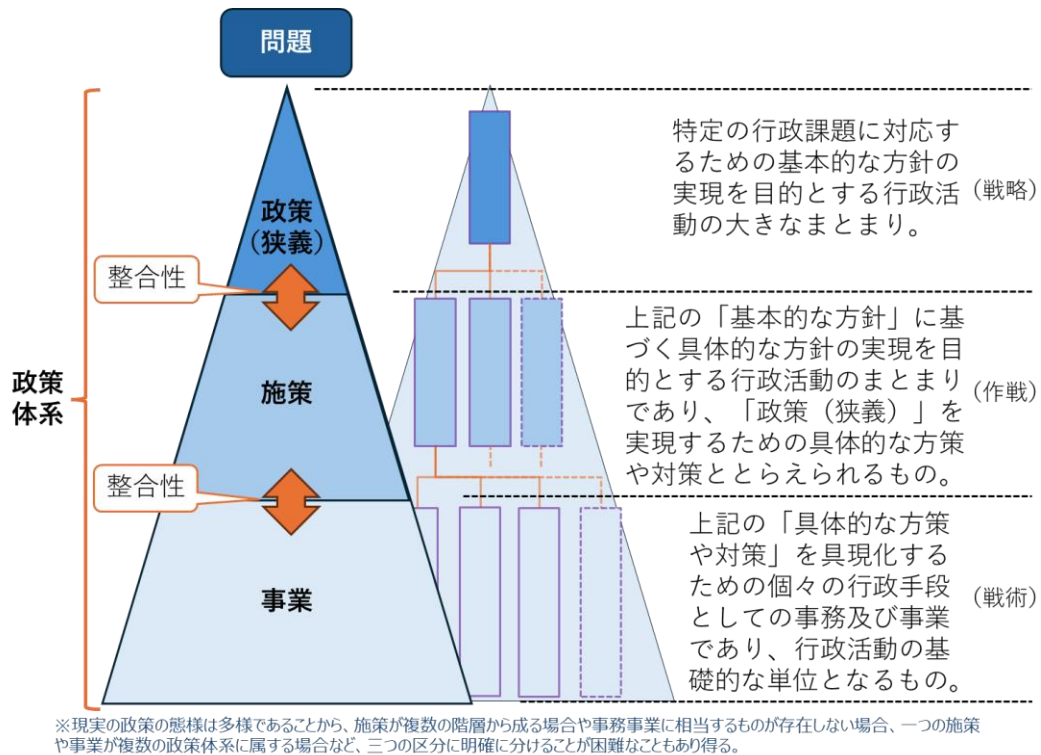 問題
政策
（狭義）
整合性
施策
政策
体系
整合性
事業
特定の行政課題に対応す
るための基本的な方針の
実現を目的とする行政活
動の大きなまとまり。
（戦略）
上記の「基本的な方針」に基
づく具体的な方針の実現を目
的とする行政活動のまとまり
であり、「政策（狭義）」を
実現するための具体的な方策
や対策ととらえられるもの。
（作戦）
上記の「具体的な方策
や対策」を具現化する
ための個々の行政手段
としての事務及び事業
であり、行政活動の基
礎的な単位となるもの。
（戦術）
※現実の政策の態様は多様であることから、施策が複数の階層から成る場合や事務事業に相当するものが存在しない場合、一つの施策
や事業が複数の政策体系に属する場合など、三つの区分に明確に分けることが困難なこともあり得る。